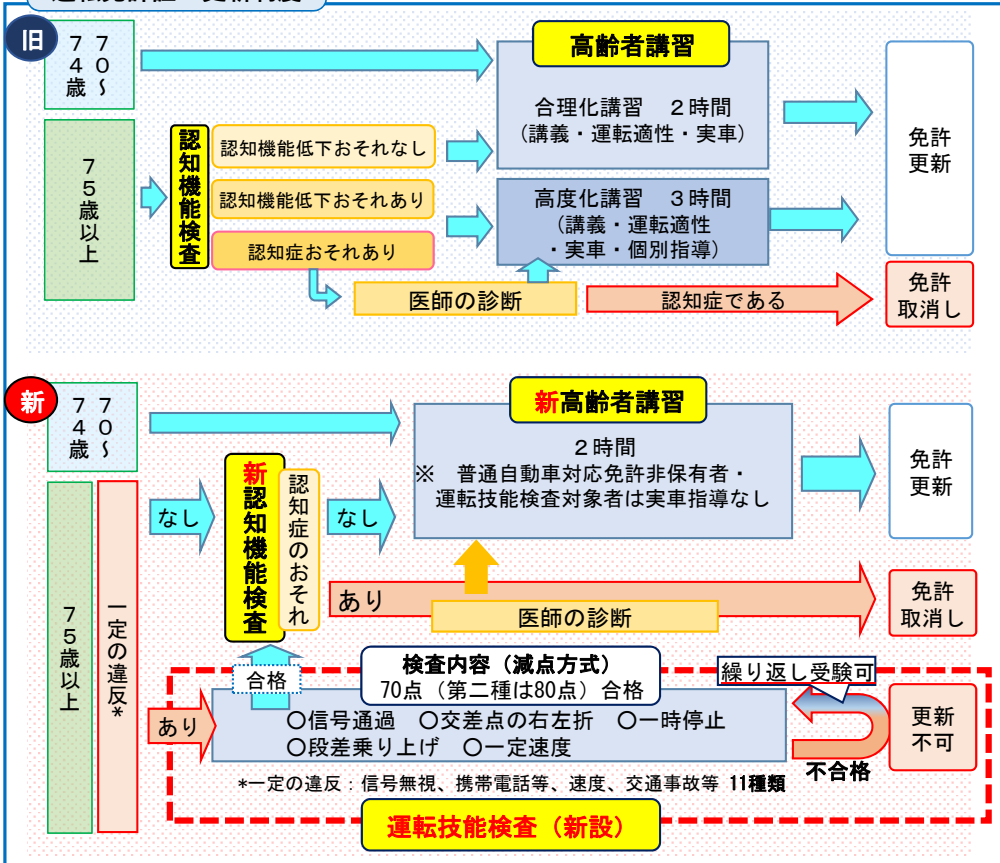 旧
70~
74歳
高齢者講習
合理化講習 2時間
(講義・運転適性・実車)
免許
更新
75歳以上
認知機能検査
認知機能低下おそれなし
認知機能低下おそれあり
認知症おそれあり
高度化講習 3時間
(講義・運転適性
・実車・個別指導)
医師の診断
認知症である
免許
取消し
新
70~
74歳
新高齢者講習
2時間
※ 普通自動車対応免許非保有者・
運転技能検査対象者は実車指導なし
免許
更新
75歳以上
一定の違反*
なし
新認知機能検査
認知症のおそれ
なし
あり
医師の診断
免許
取消し
合格
検査内容(減点方式)
70点(第二種は80点)合格
繰り返し受験可
あり
○信号通過 ○交差点の右左折 ○一時停止
○段差乗り上げ ○一定速度
不合格
更新
不可
*一定の違反:信号無視、携帯電話等、速度、交通事故等 11種類
運転技能検査(新設)